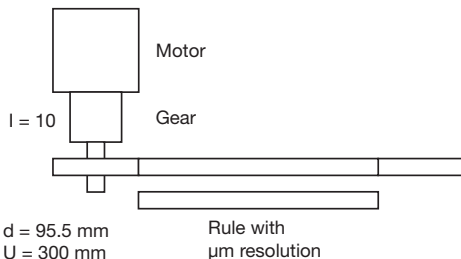 Motor
I = 10
Gear
d = 95.5 mm
U = 300 mm
Rule with
µm resolution